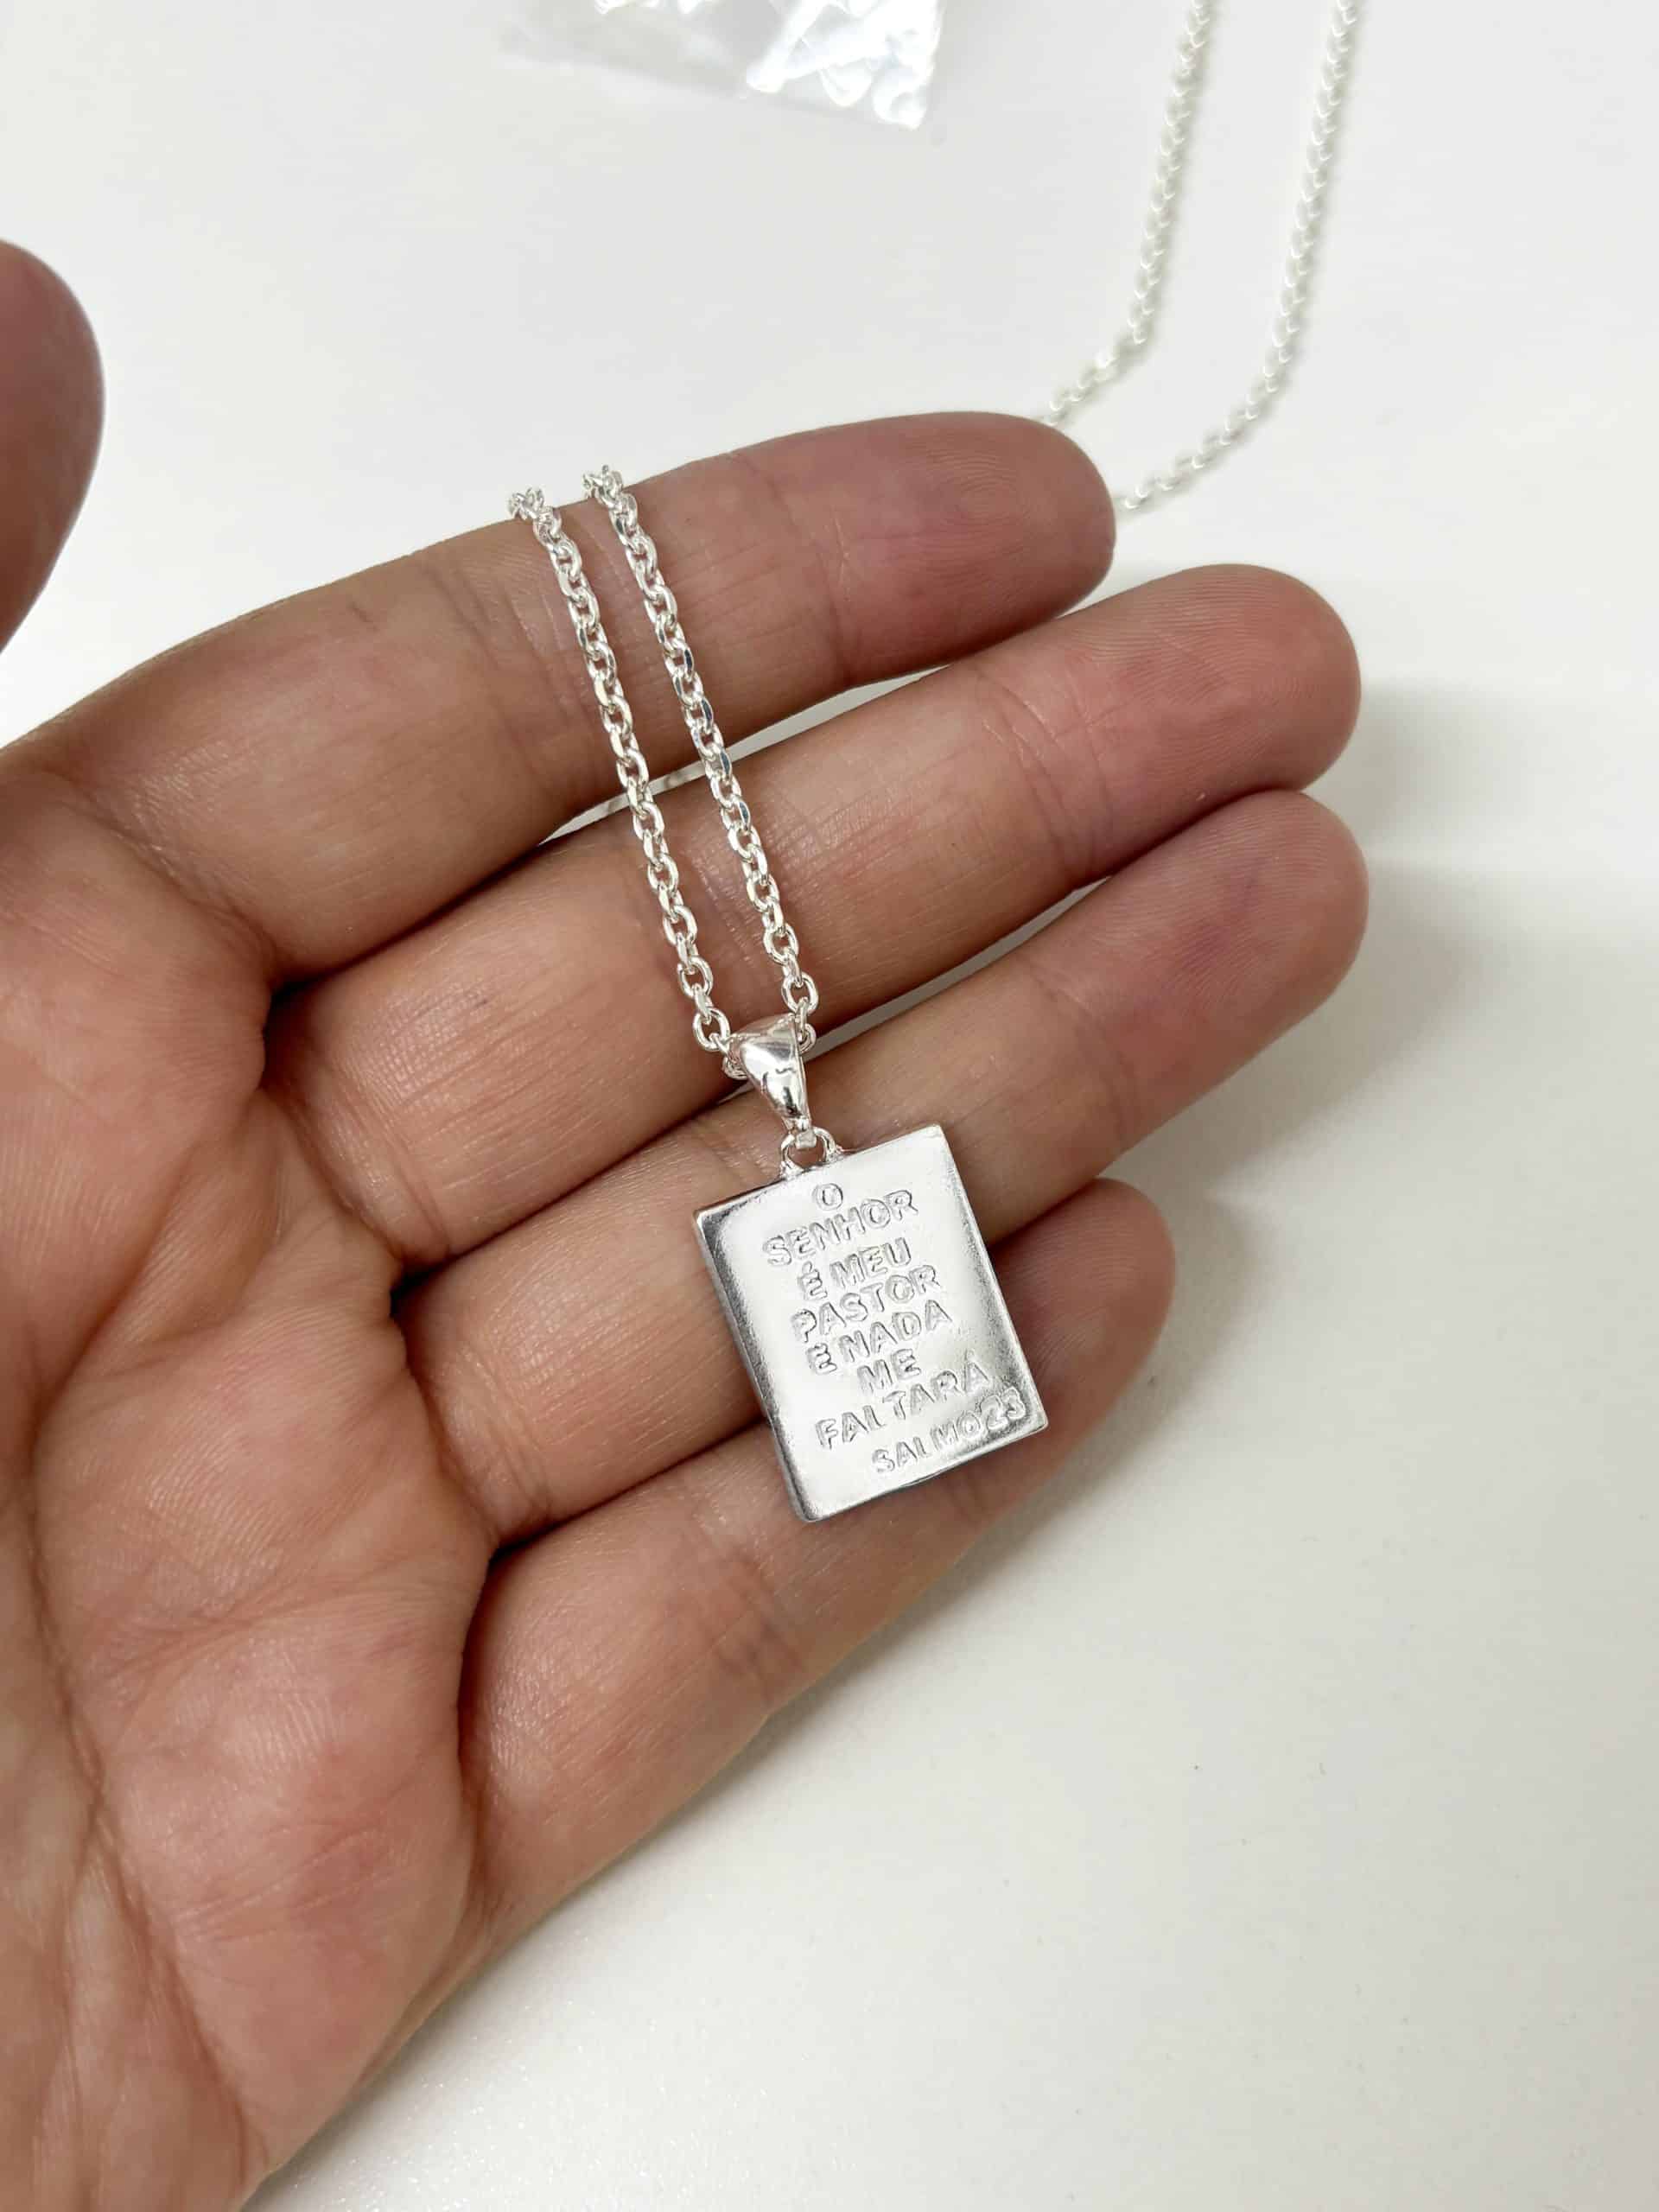 O
SENHOR
É MEU
PASTOR
E NADA
ME
FALTARÁ
SALMO 23